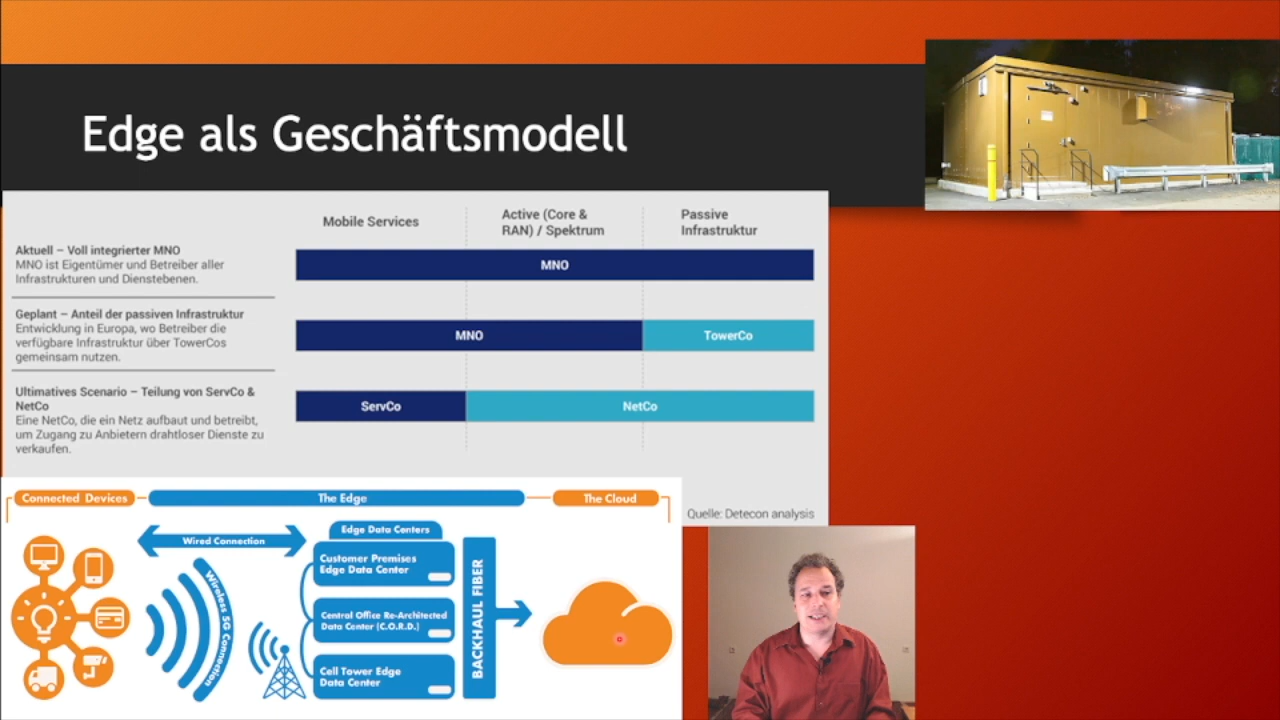 Edge als Geschäftsmodell
Mobile Services
Active (Core &
RAN) / Spektrum
Passive
Infrastruktur
Aktuell – Voll integrierter MNO
MNO ist Eigentümer und Betreiber aller
Infrastrukturen und Dienstebenen.
MNO
Geplant – Anteil der passiven Infrastruktur
Entwicklung in Europa, wo Betreiber die
verfügbare Infrastruktur über TowerCos
gemeinsam nutzen.
MNO
TowerCo
Ultimatives Scenario – Teilung von ServCo &
NetCo
Eine NetCo, die ein Netz aufbaut und betreibt,
um Zugang zu Anbietern drahtloser Dienste zu
verkaufen.
ServCo
NetCo
Quelle: Detecon analysis
Connected Devices
The Edge
The Cloud
Wired Connection
Wireless 5G Connection
Edge Data Centers
Customer Premises
Edge Data Center
Central Office Re-Architected
Data Center [C.O.R.D.]
Cell Tower Edge
Data Center
BACKHAUL FIBER